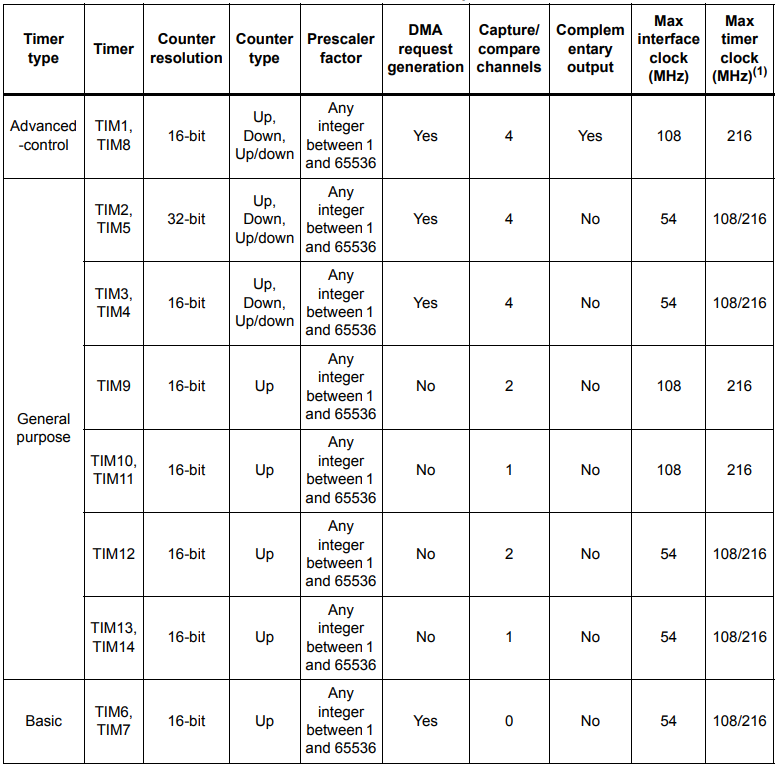 Timer
type
Timer
Counter
resolution
Counter
type
Prescaler
factor
DMA
request
generation
Capture/
compare
channels
Complem
entary
output
Max
interface
clock
(MHz)
Max
timer
clock
(MHz)(1)
Advanced
-control
TIM1,
TIM8
16-bit
Up,
Down,
Up/down
Any
integer
between 1
and 65536
Yes
4
Yes
108
216
General
purpose
TIM2,
TIM5
32-bit
Up,
Down,
Up/down
Any
integer
between 1
and 65536
Yes
4
No
54
108/216
TIM3,
TIM4
16-bit
Up,
Down,
Up/down
Any
integer
between 1
and 65536
Yes
4
No
54
108/216
TIM9
16-bit
Up
Any
integer
between 1
and 65536
No
2
No
108
216
TIM10,
TIM11
16-bit
Up
Any
integer
between 1
and 65536
No
1
No
108
216
TIM12
16-bit
Up
Any
integer
between 1
and 65536
No
2
No
54
108/216
TIM13,
TIM14
16-bit
Up
Any
integer
between 1
and 65536
No
1
No
54
108/216
Basic
TIM6,
TIM7
16-bit
Up
Any
integer
between 1
and 65536
Yes
0
No
54
108/216